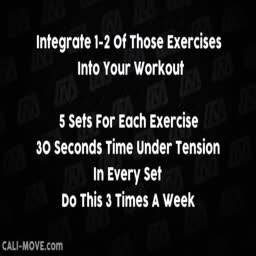 Integrate 1-2 Of Those Exercises
Into Your Workout
5 Sets For Each Exercise
30 Seconds Time Under Tension
In Every Set
Do This 3 Times A Week
CALI-MOVE.com